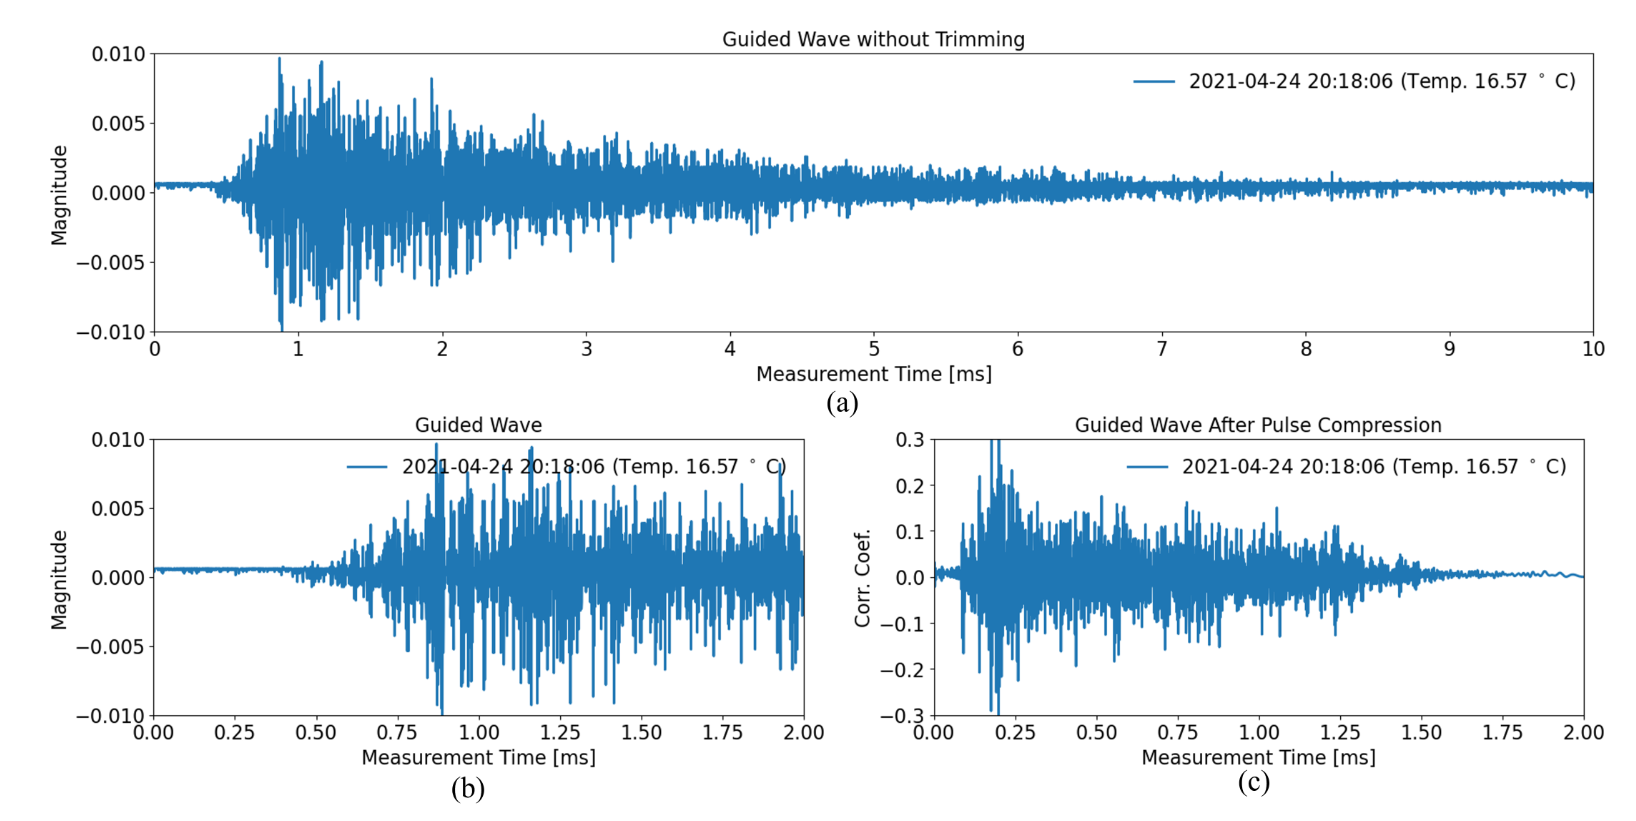 Guided Wave without Trimming
0.010
0.005
0.000
−0.005
−0.010
Magnitude
2021-04-24 20:18:06 (Temp. 16.57 ° C)
0 1 2 3 4 5 6 7 8 9 10
Measurement Time [ms]
(a)
Guided Wave
0.010
0.005
0.000
−0.005
−0.010
Magnitude
2021-04-24 20:18:06 (Temp. 16.57 ° C)
0.00 0.25 0.50 0.75 1.00 1.25 1.50 1.75 2.00
Measurement Time [ms]
(b)
Guided Wave After Pulse Compression
0.3
0.2
0.1
0.0
−0.1
−0.2
−0.3
Corr. Coef.
2021-04-24 20:18:06 (Temp. 16.57 ° C)
0.00 0.25 0.50 0.75 1.00 1.25 1.50 1.75 2.00
Measurement Time [ms]
(c)